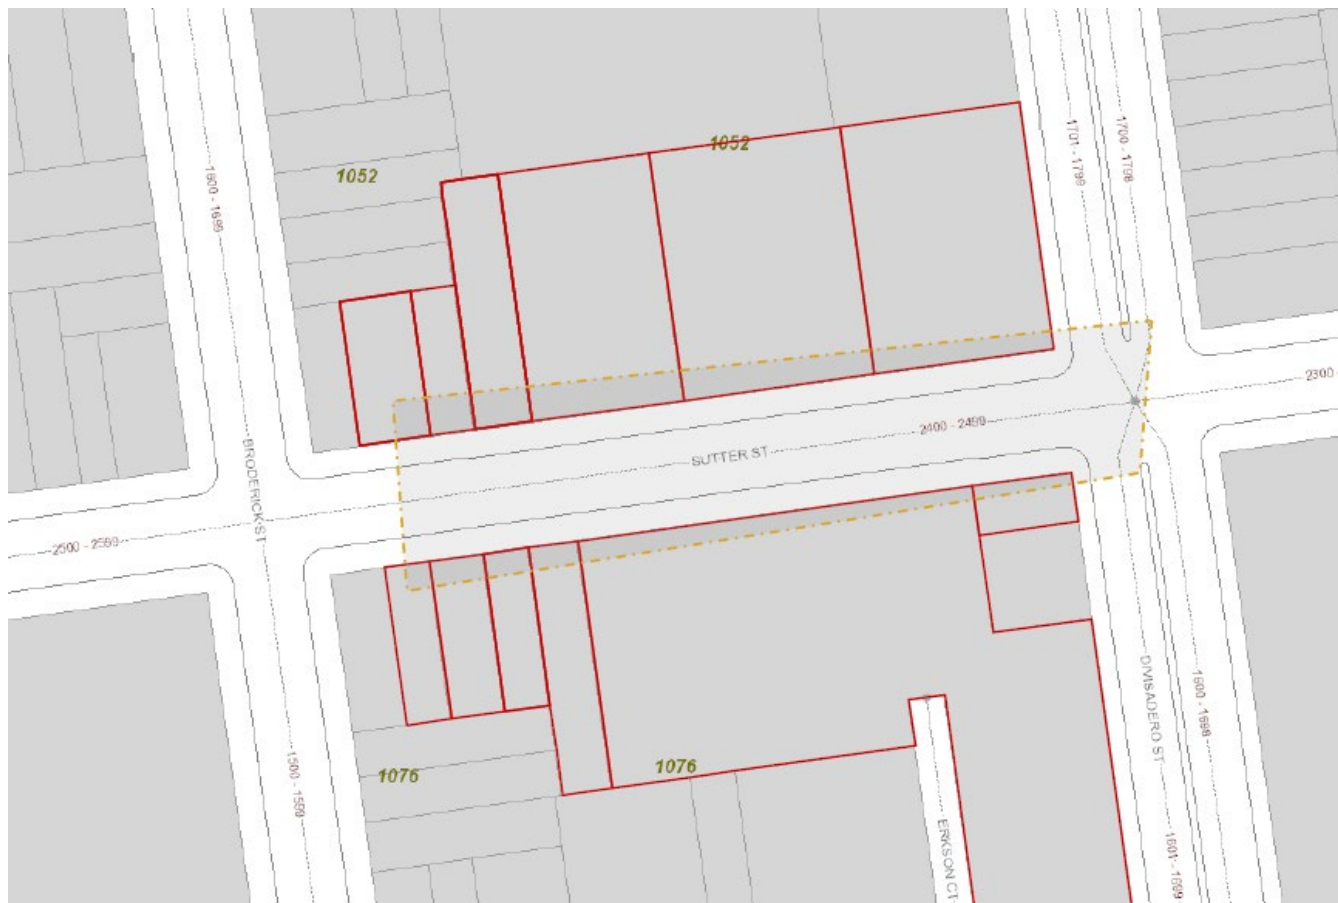 1701 - 1799
1700 - 1798
1052
1052
1600 - 1699
2300 -
2400 - 2499
SUTTER ST
BRODERICK ST
2500 - 2599
DIVISADERO ST
1600 - 1698
1076
1076
1500 - 1599
ERKSON CT
1601 - 1699